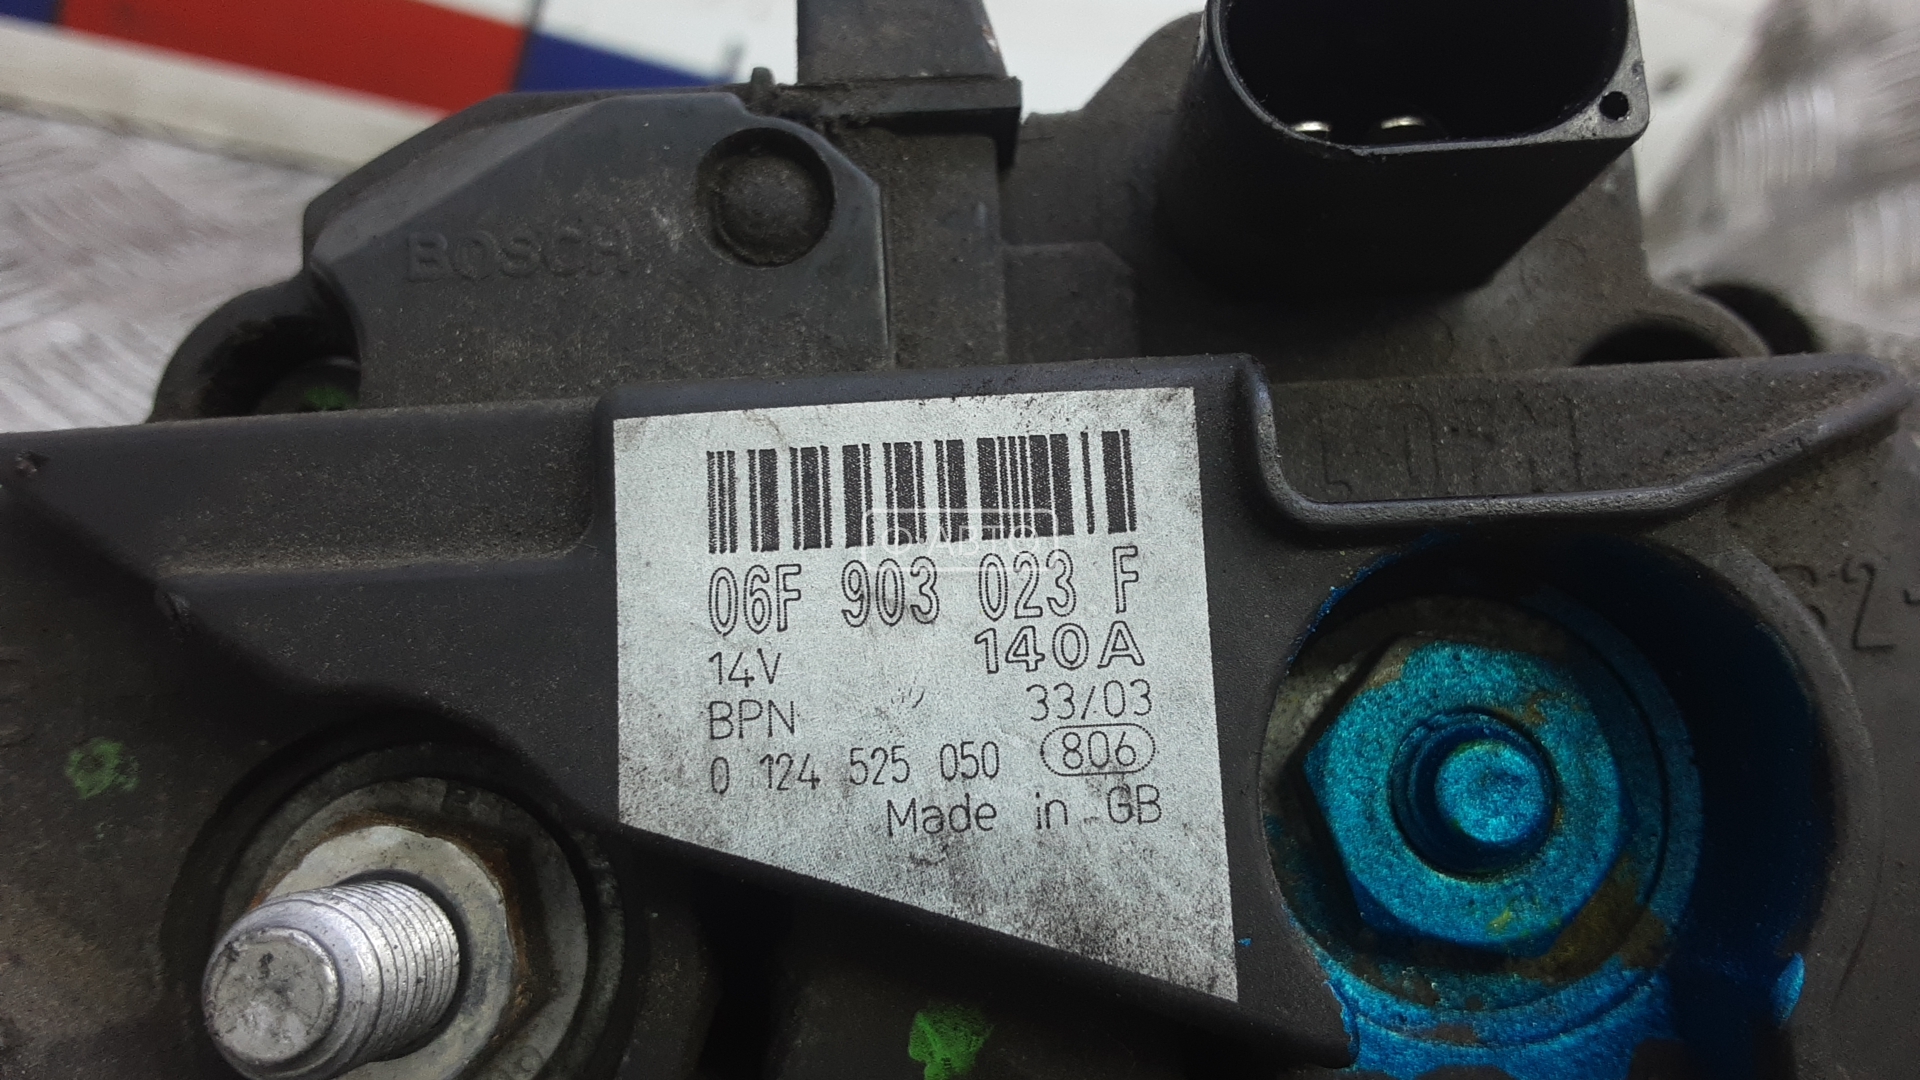 BOSCH
06F 903 023 F
14V 140A
BPN 33/03
0 124 525 050 806
Made in GB